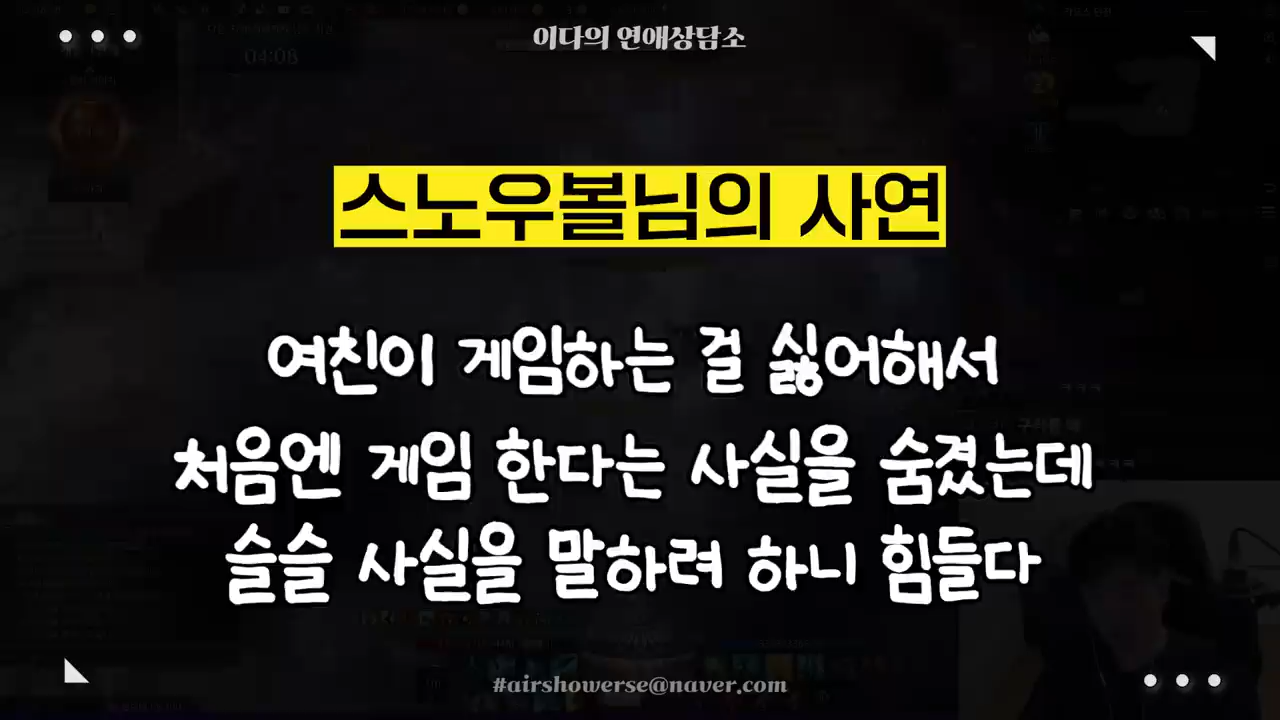 이다의 연애상담소
04:08
스노우볼님의 사연
여친이 게임하는 걸 싫어해서
처음엔 게임 한다는 사실을 숨겼는데
슬슬 사실을 말하려 하니 힘들다
#airshowerse@naver.com